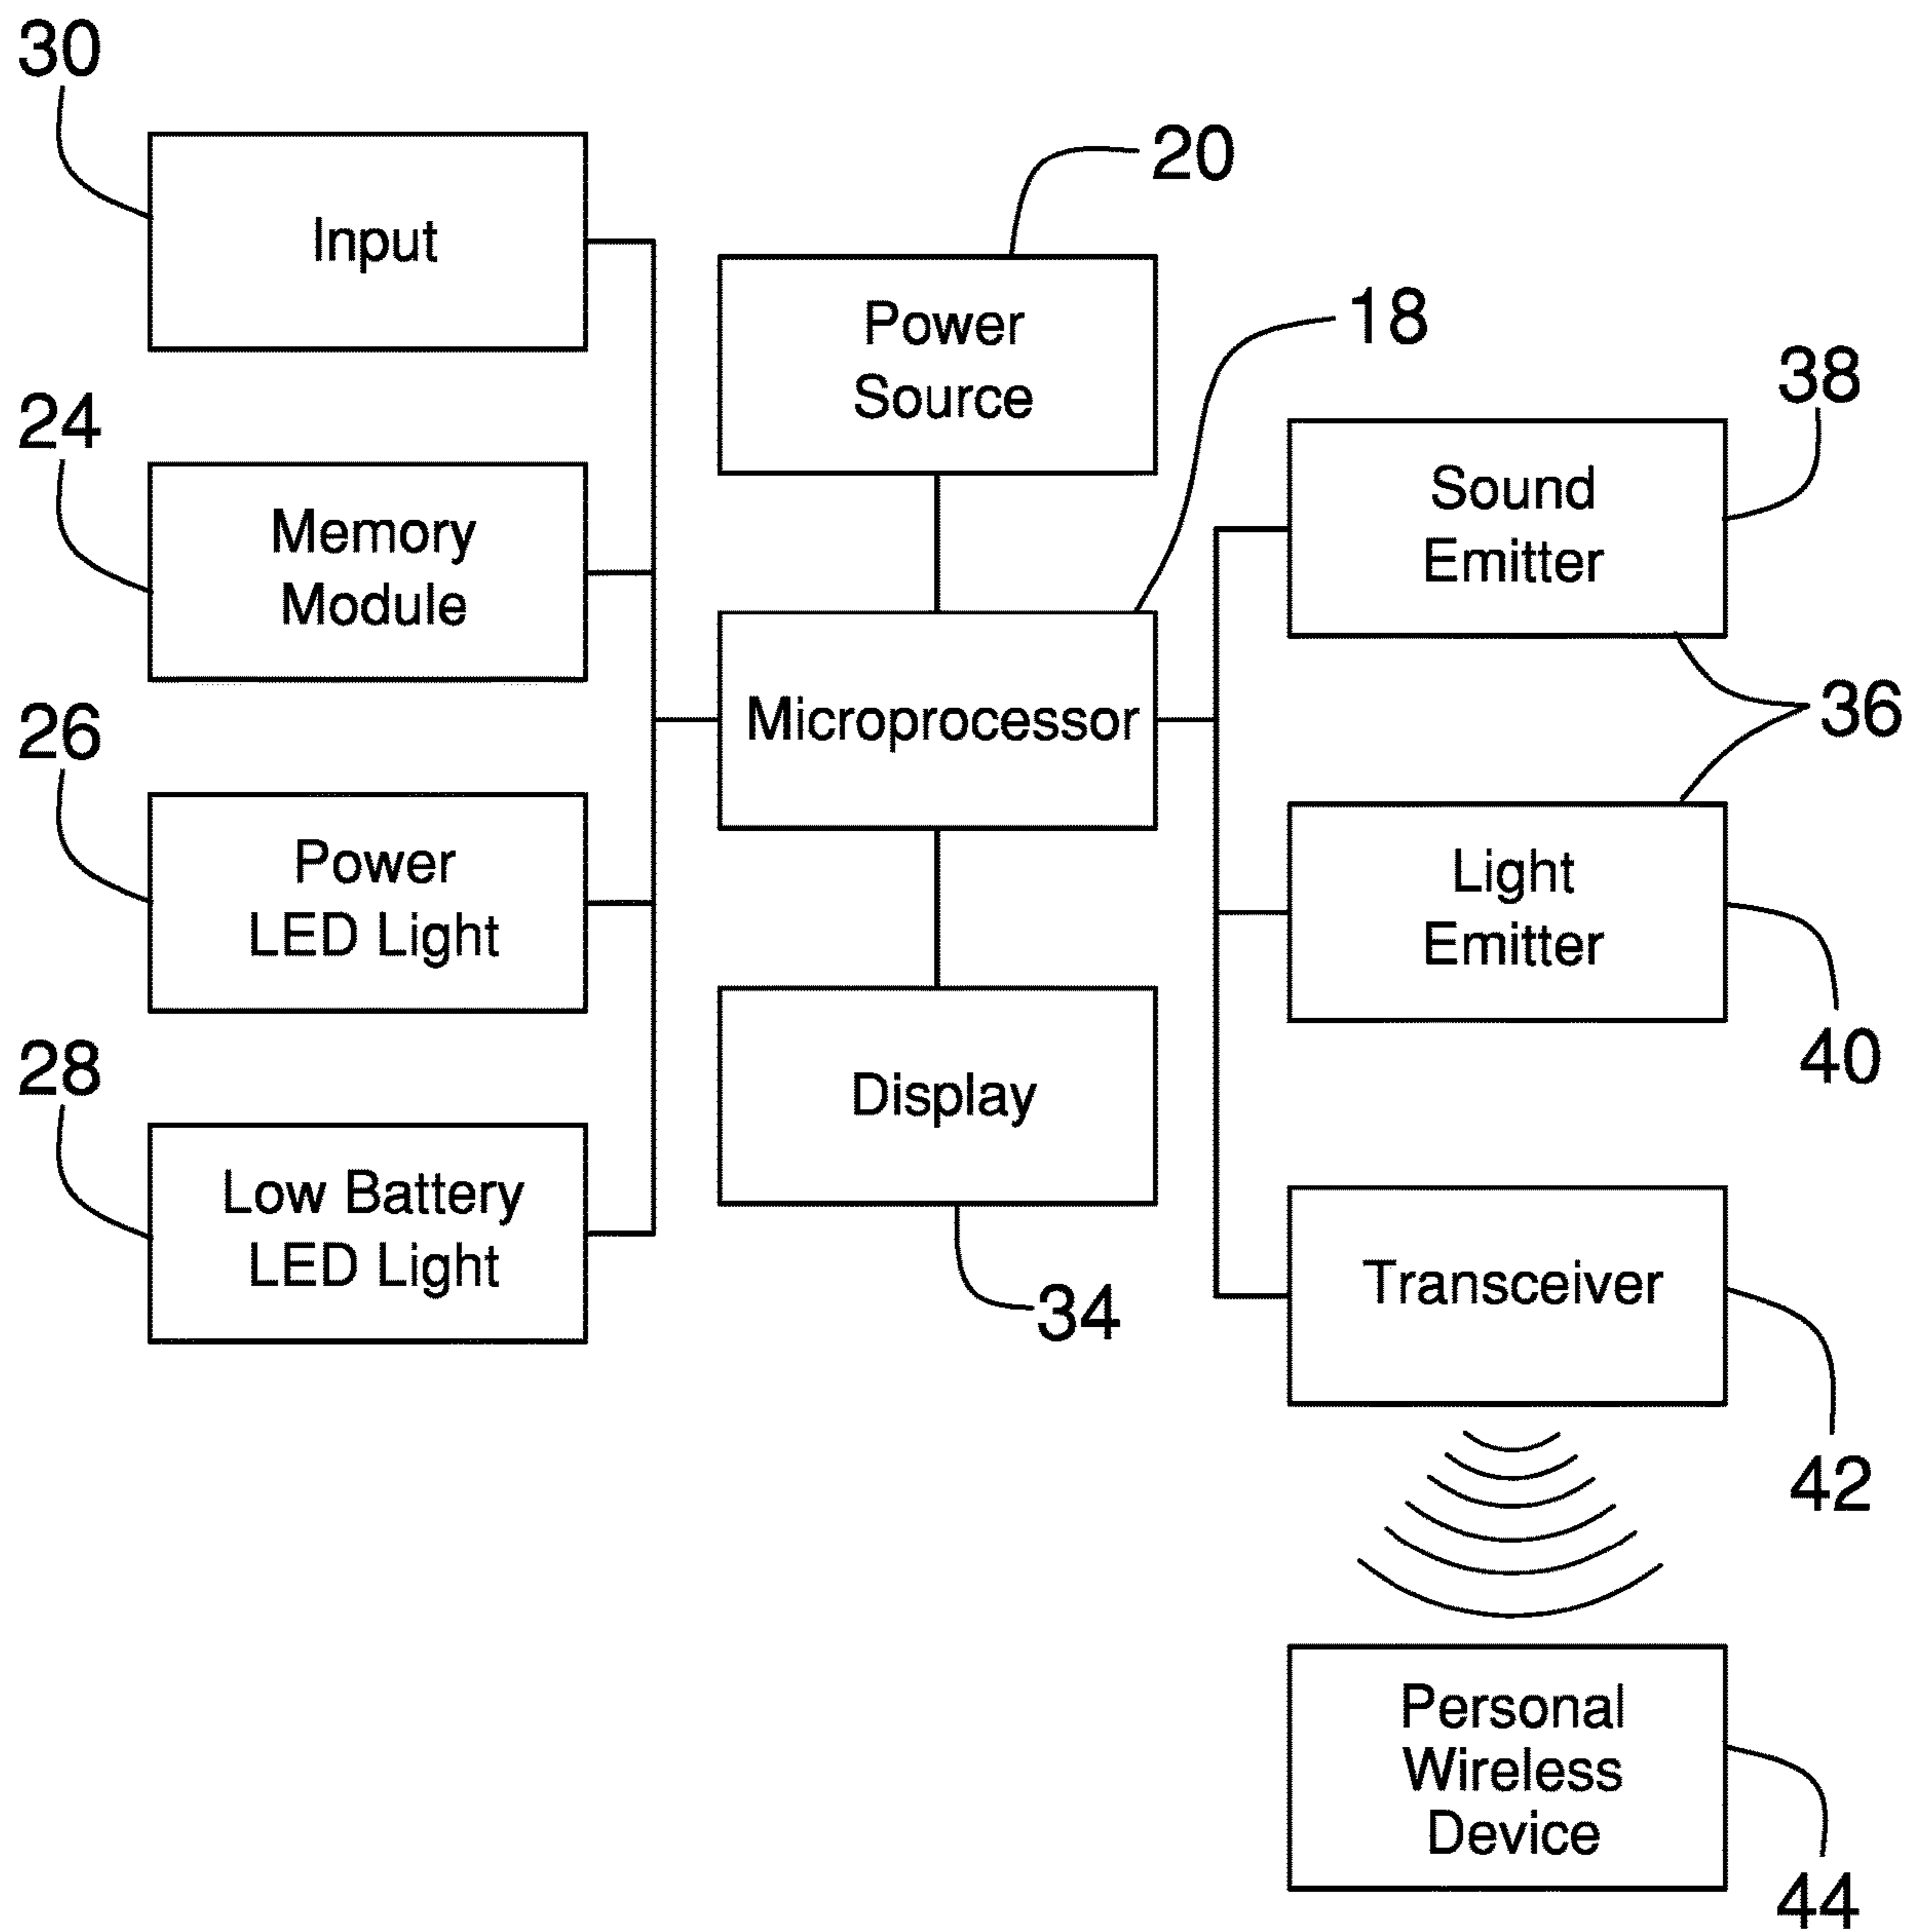 30
Input
20
Power
Source
18
38
Sound
Emitter
24
Memory
Module
36
Microprocessor
26
Power
LED Light
Light
Emitter
40
28
Low Battery
LED Light
Display
34
Transceiver
42
Personal
Wireless
Device
44